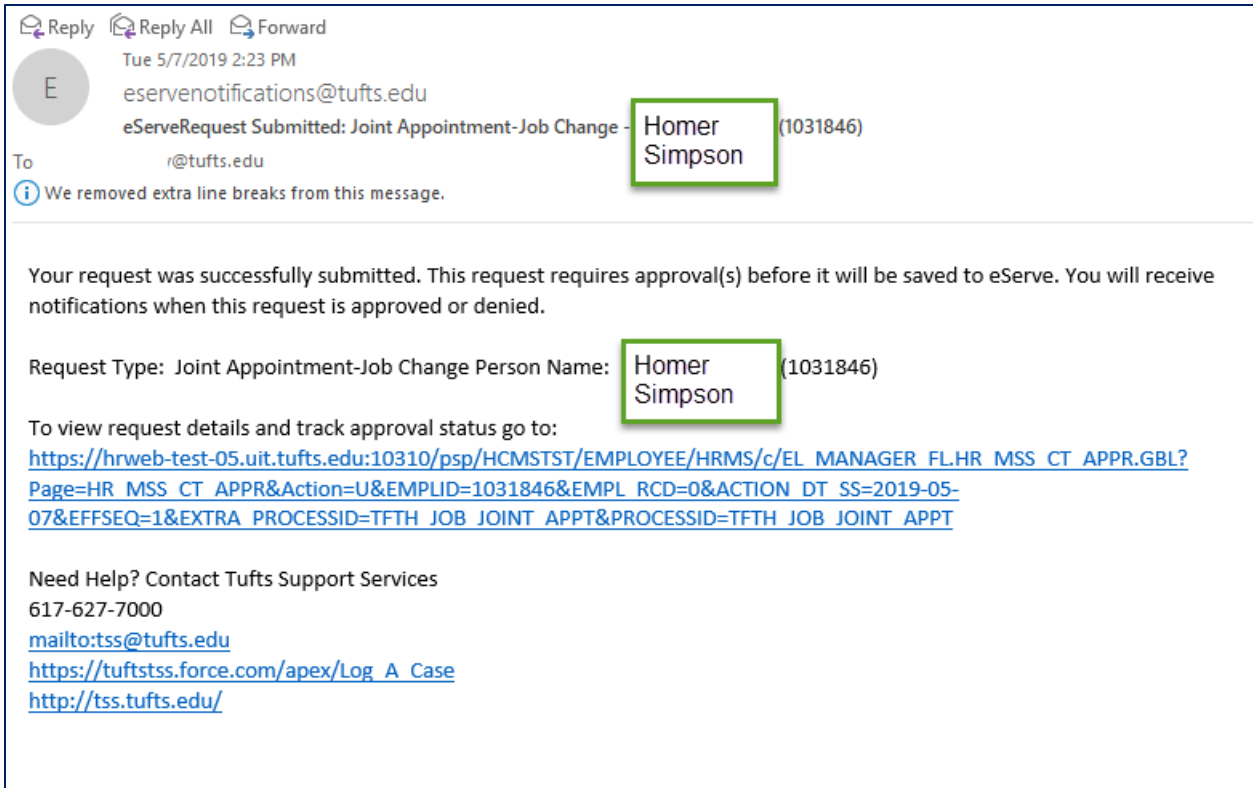 Reply Reply All Forward
Tue 5/7/2019 2:23 PM
E
eservenotifications@tufts.edu
eServeRequest Submitted: Joint Appointment-Job Change - Homer Simpson (1031846)
To @tufts.edu
We removed extra line breaks from this message.
Your request was successfully submitted. This request requires approval(s) before it will be saved to eServe. You will receive
notifications when this request is approved or denied.
Request Type: Joint Appointment-Job Change Person Name: Homer Simpson (1031846)
To view request details and track approval status go to:
https://hrweb-test-05.uit.tufts.edu:10310/psp/HCMSTST/EMPLOYEE/HRMS/c/EL_MANAGER_FL.HR_MSS_CT_APPR.GBL?
Page=HR_MSS_CT_APPR&Action=U&EMPLID=1031846&EMPL_RCD=0&ACTION_DT_SS=2019-05-
07&EFFSEQ=1&EXTRA_PROCESSID=TFTH_JOB_JOINT_APPT&PROCESSID=TFTH_JOB_JOINT_APPT
Need Help? Contact Tufts Support Services
617-627-7000
mailto:tss@tufts.edu
https://tuftstss.force.com/apex/Log_A_Case
http://tss.tufts.edu/